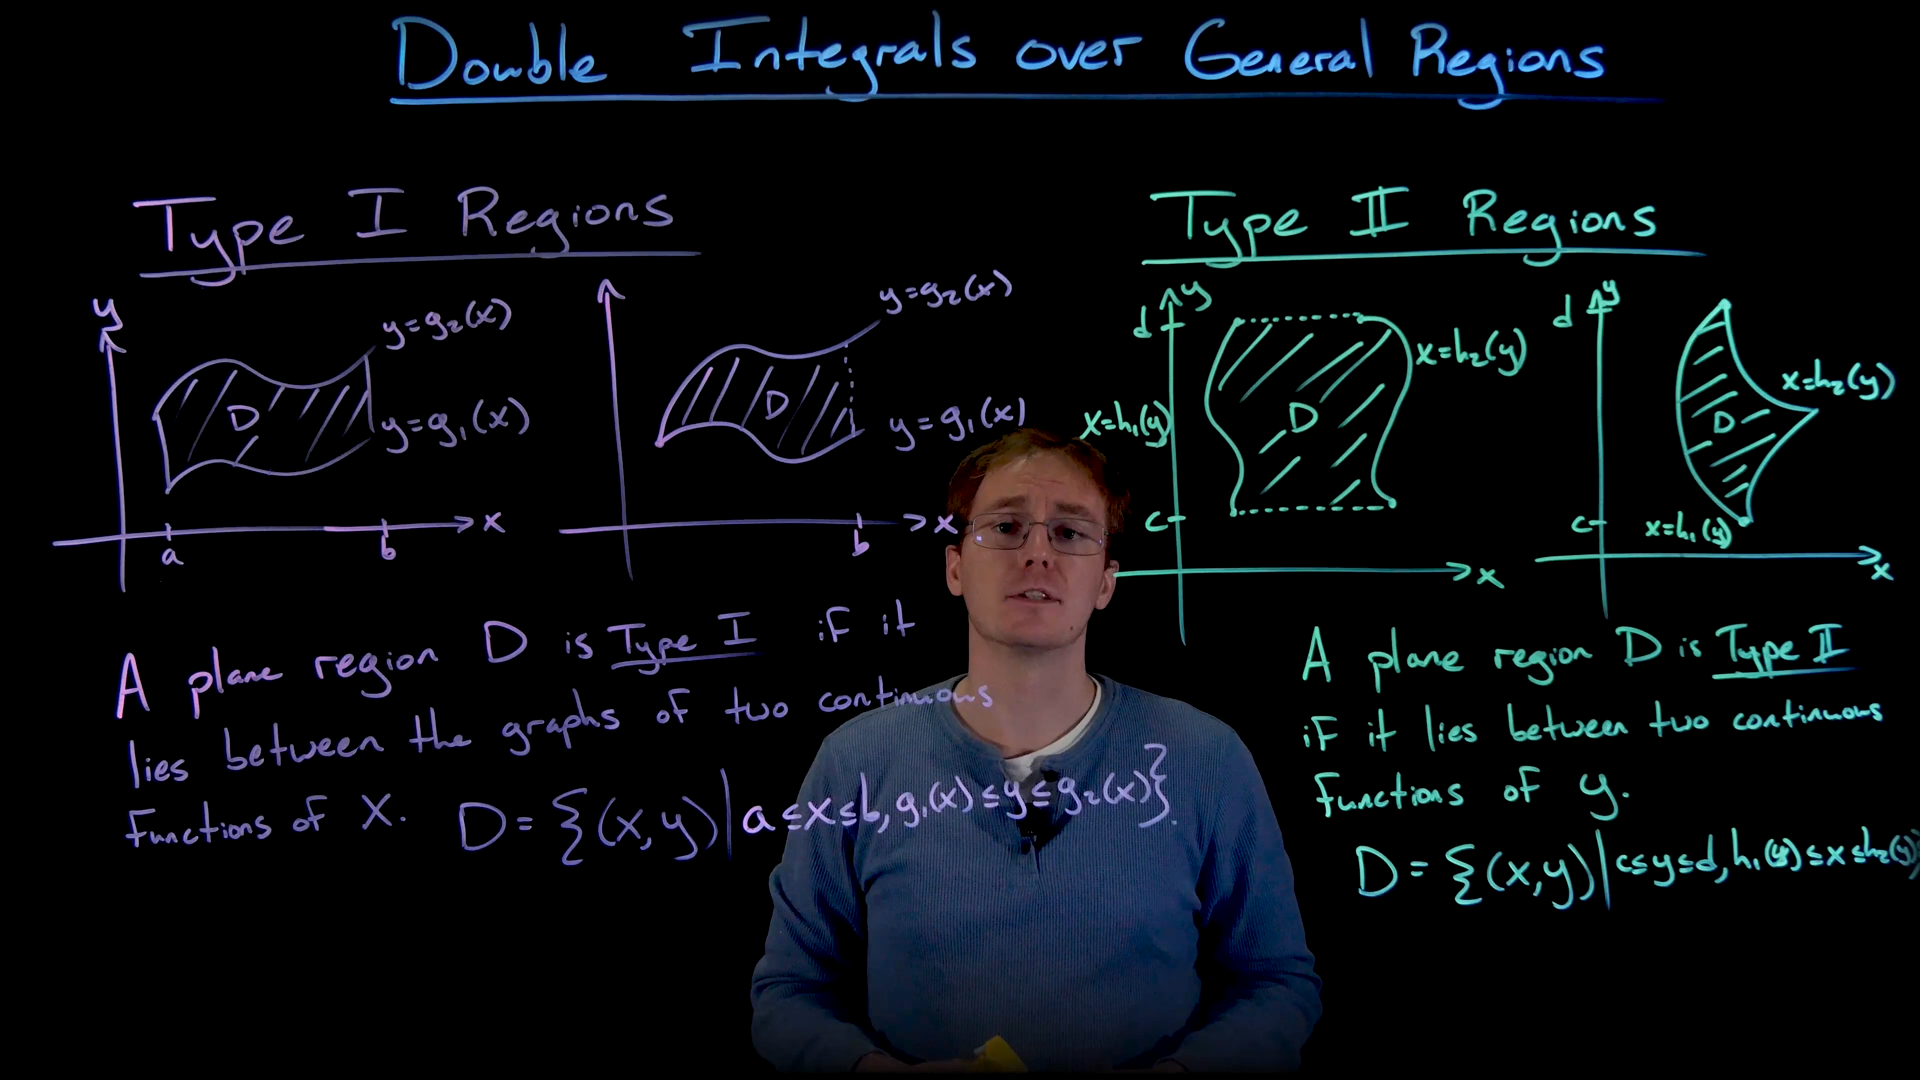 Double Integrals over General Regions
Type I Regions
y
y=g₂(x)
D
y=g₁(x)
a
b
x
y=g₂(x)
D
y=g₁(x)
b
x
A plane region D is Type I if it
lies between the graphs of two continuous
functions of X. D={(x,y)|a≤x≤b, g₁(x)≤y≤g₂(x)}.
Type II Regions
y
d
x=h₂(y)
D
x=h₁(y)
c
x
y
d
x=h₂(y)
D
c
x=h₁(y)
x
A plane region D is Type II
if it lies between two continuous
functions of y.
D={(x,y)|c≤y≤d, h₁(y)≤x≤h₂(y)}